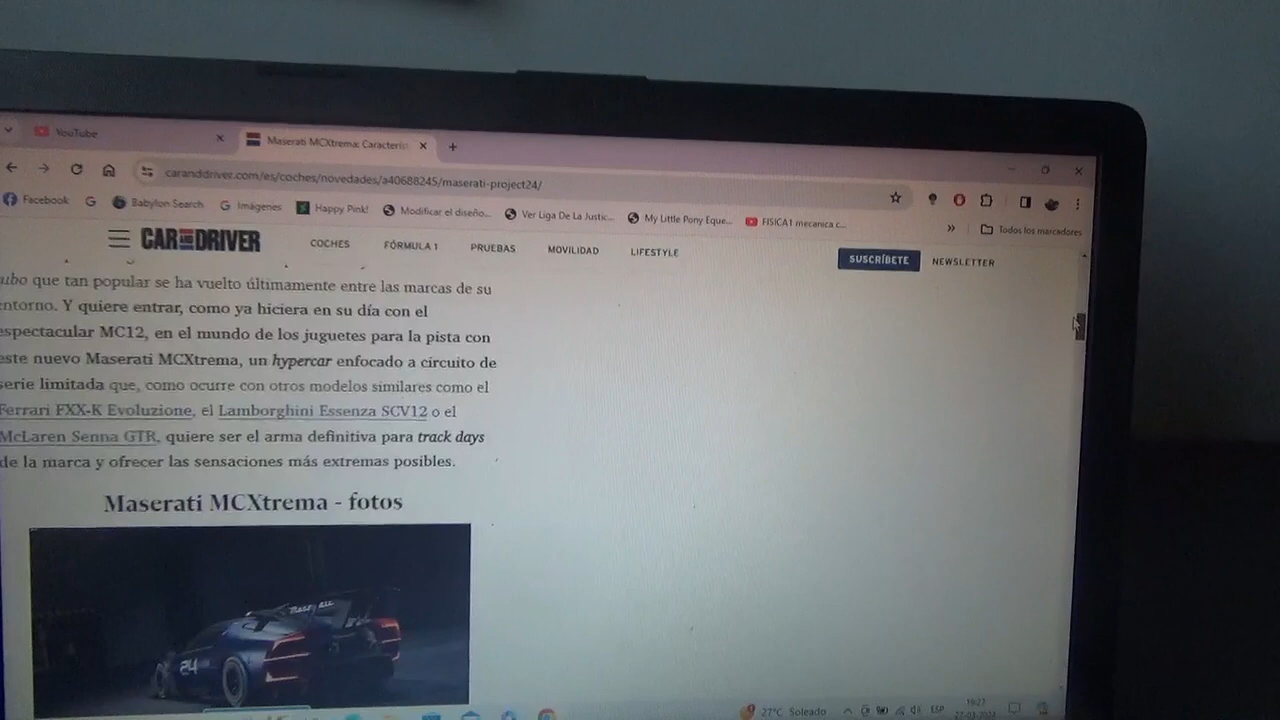 YouTube
Maserati MCXtrema: Caracterís
caranddriver.com/es/coches/novedades/a40688245/maserati-project24/
Facebook
Babylon Search
Imágenes
Happy Pink!
Modificar el diseño...
Ver Liga De La Justic...
My Little Pony Eque...
FISICA1 mecanica c...
Todos los marcadores
CAR AND DRIVER
COCHES
FÓRMULA 1
PRUEBAS
MOVILIDAD
LIFESTYLE
SUSCRÍBETE
NEWSLETTER
ubo que tan popular se ha vuelto últimamente entre las marcas de su
entorno. Y quiere entrar, como ya hiciera en su día con el
espectacular MC12, en el mundo de los juguetes para la pista con
este nuevo Maserati MCXtrema, un hypercar enfocado a circuito de
serie limitada que, como ocurre con otros modelos similares como el
Ferrari FXX-K Evoluzione, el Lamborghini Essenza SCV12 o el
McLaren Senna GTR, quiere ser el arma definitiva para track days
de la marca y ofrecer las sensaciones más extremas posibles.
Maserati MCXtrema - fotos
24
27°C Soleado
ESP